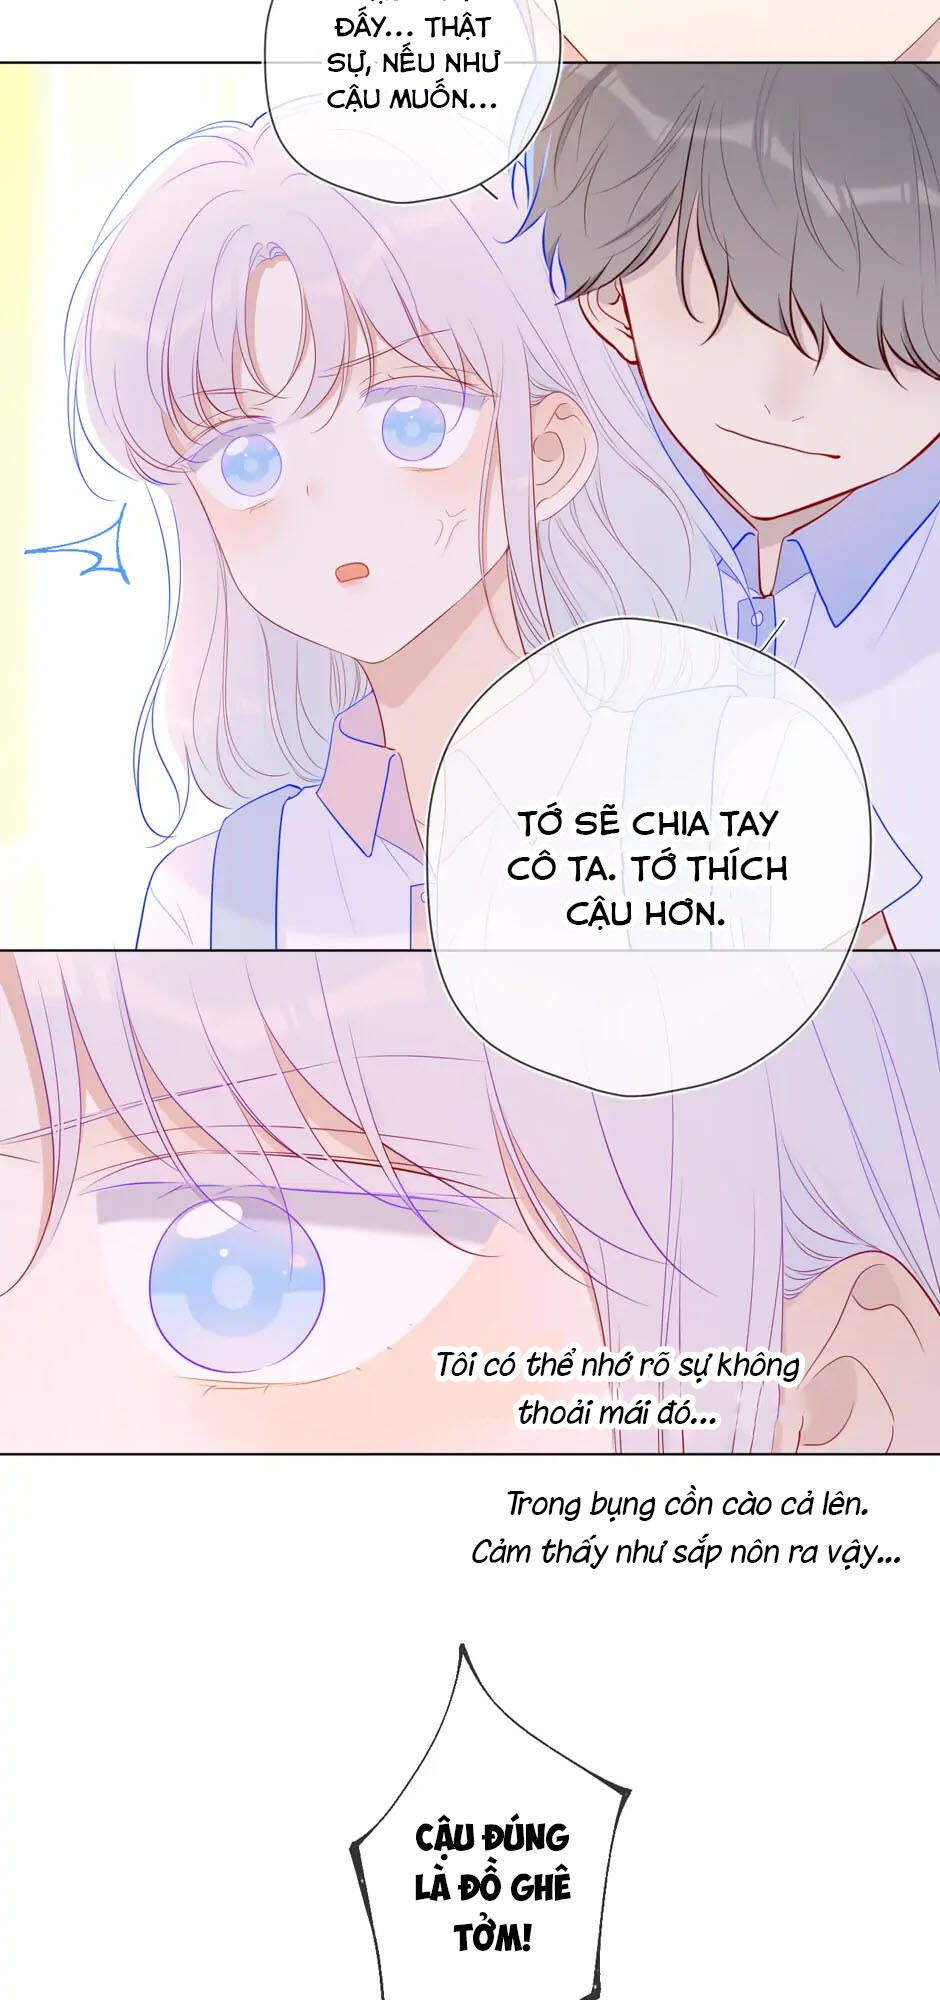 ĐẤY... THẬT
SỰ, NẾU NHƯ
CẬU MUỐN...
TỚ SẼ CHIA TAY
CÔ TA. TỚ THÍCH
CẬU HƠN.
Tôi có thể nhớ rõ sự không
thoải mái đó...
Trong bụng cồn cào cả lên.
Cảm thấy như sắp nôn ra vậy...
CẬU ĐÚNG
LÀ ĐỒ GHÊ
TỞM!